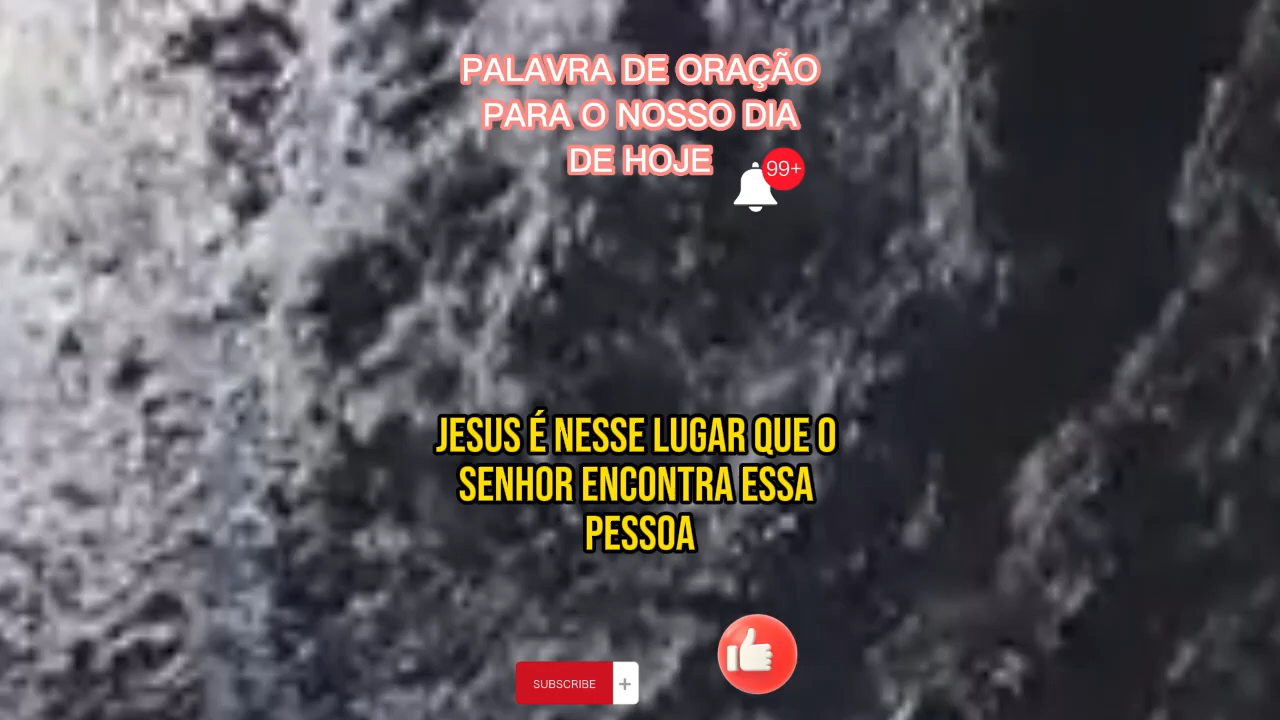 PALAVRA DE ORAÇÃO
PARA O NOSSO DIA
DE HOJE
99+
JESUS É NESSE LUGAR QUE O
SENHOR ENCONTRA ESSA
PESSOA
SUBSCRIBE +